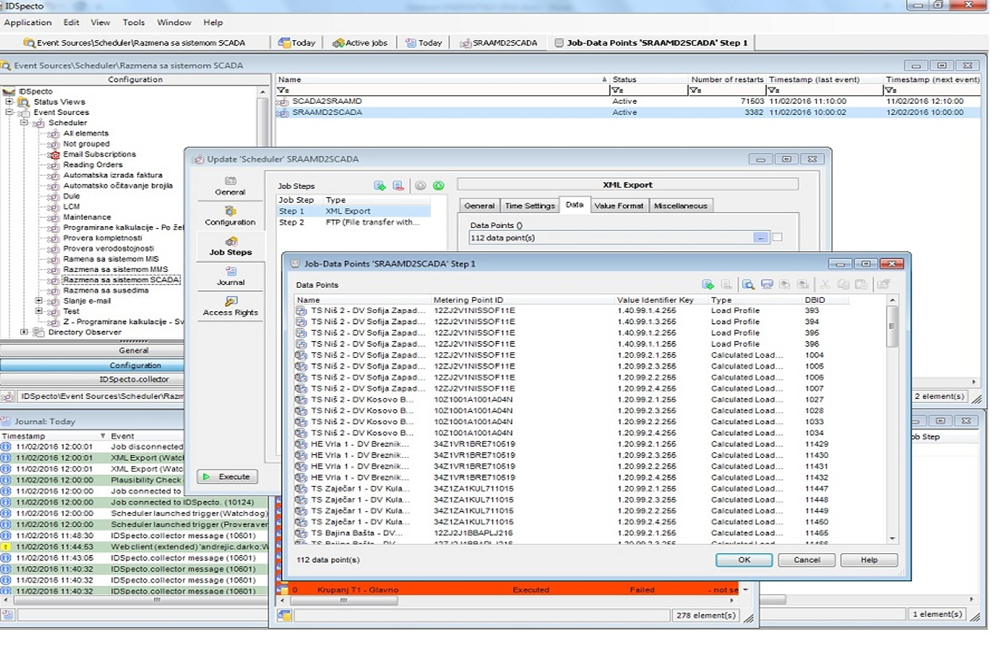 IDSpecto
Application Edit View Tools Window Help
Event Sources\Scheduler\Razmena sa sistemom SCADA Today Active jobs Today SRAAMD2SCADA Job-Data Points 'SRAAMD2SCADA' Step 1
Event Sources\Scheduler\Razmena sa sistemom SCADA
Configuration
IDSpecto
Status Views
Event Sources
Scheduler
All elements
Not grouped
Email Subscriptions
Reading Orders
Automatska izrada faktura
Automatsko očitavanje brojila
Dule
LCM
Maintenance
Programirane kalkulacije - Po žel
Provera kompletnosti
Provera verodostojnosti
Ramena sa sistemom MIS
Razmena sa sistemom MMS
Razmena sa sistemom SCADA
Razmena sa susedima
Slanje e-mail
Test
Z - Programirane kalkulacije - Sv
Directory Observer
General
Configuration
IDSpecto.collector
IDSpecto\Event Sources\Scheduler\Razm
Name Status Number of restarts Timestamp (last event) Timestamp (next event)
SCADA2SRAAMD Active 71503 11/02/2016 11:10:00 11/02/2016 12:10:00
SRAAMD2SCADA Active 3382 11/02/2016 10:00:02 12/02/2016 10:00:00
2 element(s)
Update 'Scheduler' SRAAMD2SCADA
General
Configuration
Job Steps
Journal
Access Rights
Execute
Job Steps
Job Step Type
Step 1 XML Export
Step 2 FTP (File transfer with...
XML Export
General Time Settings Data Value Format Miscellaneous
Data Points ()
112 data point(s) ...
Job-Data Points 'SRAAMD2SCADA' Step 1
Data Points
Name Metering Point ID Value Identifier Key Type DBID
TS Niš 2 - DV Sofija Zapad... 12ZJ2V1NISSOF11E 1.40.99.1.4.255 Load Profile 393
TS Niš 2 - DV Sofija Zapad... 12ZJ2V1NISSOF11E 1.40.99.1.3.255 Load Profile 394
TS Niš 2 - DV Sofija Zapad... 12ZJ2V1NISSOF11E 1.40.99.1.2.255 Load Profile 395
TS Niš 2 - DV Sofija Zapad... 12ZJ2V1NISSOF11E 1.40.99.1.1.255 Load Profile 396
TS Niš 2 - DV Sofija Zapad... 12ZJ2V1NISSOF11E 1.20.99.2.1.255 Calculated Load... 1004
TS Niš 2 - DV Sofija Zapad... 12ZJ2V1NISSOF11E 1.20.99.2.3.255 Calculated Load... 1005
TS Niš 2 - DV Sofija Zapad... 12ZJ2V1NISSOF11E 1.20.99.2.2.255 Calculated Load... 1006
TS Niš 2 - DV Sofija Zapad... 12ZJ2V1NISSOF11E 1.20.99.2.4.255 Calculated Load... 1007
TS Niš 2 - DV Kosovo B... 10Z1001A1001A04N 1.20.99.2.1.255 Calculated Load... 1027
TS Niš 2 - DV Kosovo B... 10Z1001A1001A04N 1.20.99.2.3.255 Calculated Load... 1028
TS Niš 2 - DV Kosovo B... 10Z1001A1001A04N 1.20.99.2.2.255 Calculated Load... 1033
TS Niš 2 - DV Kosovo B... 10Z1001A1001A04N 1.20.99.2.4.255 Calculated Load... 1034
HE Vrla 1 - DV Breznik... 34Z1VR1BRE710519 1.20.99.2.1.255 Calculated Load... 11429
HE Vrla 1 - DV Breznik... 34Z1VR1BRE710519 1.20.99.2.3.255 Calculated Load... 11430
HE Vrla 1 - DV Breznik... 34Z1VR1BRE710519 1.20.99.2.2.255 Calculated Load... 11431
HE Vrla 1 - DV Breznik... 34Z1VR1BRE710519 1.20.99.2.4.255 Calculated Load... 11432
TS Zaječar 1 - DV Kula... 34Z1ZA1KUL711015 1.20.99.2.1.255 Calculated Load... 11447
TS Zaječar 1 - DV Kula... 34Z1ZA1KUL711015 1.20.99.2.3.255 Calculated Load... 11448
TS Zaječar 1 - DV Kula... 34Z1ZA1KUL711015 1.20.99.2.2.255 Calculated Load... 11449
TS Zaječar 1 - DV Kula... 34Z1ZA1KUL711015 1.20.99.2.4.255 Calculated Load... 11450
TS Bajina Bašta - DV... 12ZJ2J1BBAPLJ216 1.20.99.2.1.255 Calculated Load... 11465
112 data point(s) OK Cancel Help
Journal: Today
Timestamp Event
11/02/2016 12:00:01 Job disconnected
11/02/2016 12:00:01 XML Export (Watc
11/02/2016 12:00:01 XML Export (Watc
11/02/2016 12:00:00 Plausibility Check
11/02/2016 12:00:00 Job connected to
11/02/2016 12:00:00 Job connected to IDSpecto. (10124)
11/02/2016 12:00:00 Scheduler launched trigger (Watchdog)
11/02/2016 12:00:00 Scheduler launched trigger (Proveraver
11/02/2016 11:48:30 IDSpecto.collector message (10601)
11/02/2016 11:44:53 Webclient (extended) 'andrejic.darko:W
11/02/2016 11:43:05 IDSpecto.collector message (10601)
11/02/2016 11:40:32 IDSpecto.collector message (10601)
11/02/2016 11:40:32 IDSpecto.collector message (10601)
11/02/2016 11:40:32 IDSpecto.collector message (10601)
0 Krupanj T1 - Glavno Executed Failed - not se
278 element(s)
ob Step
1 element(s)